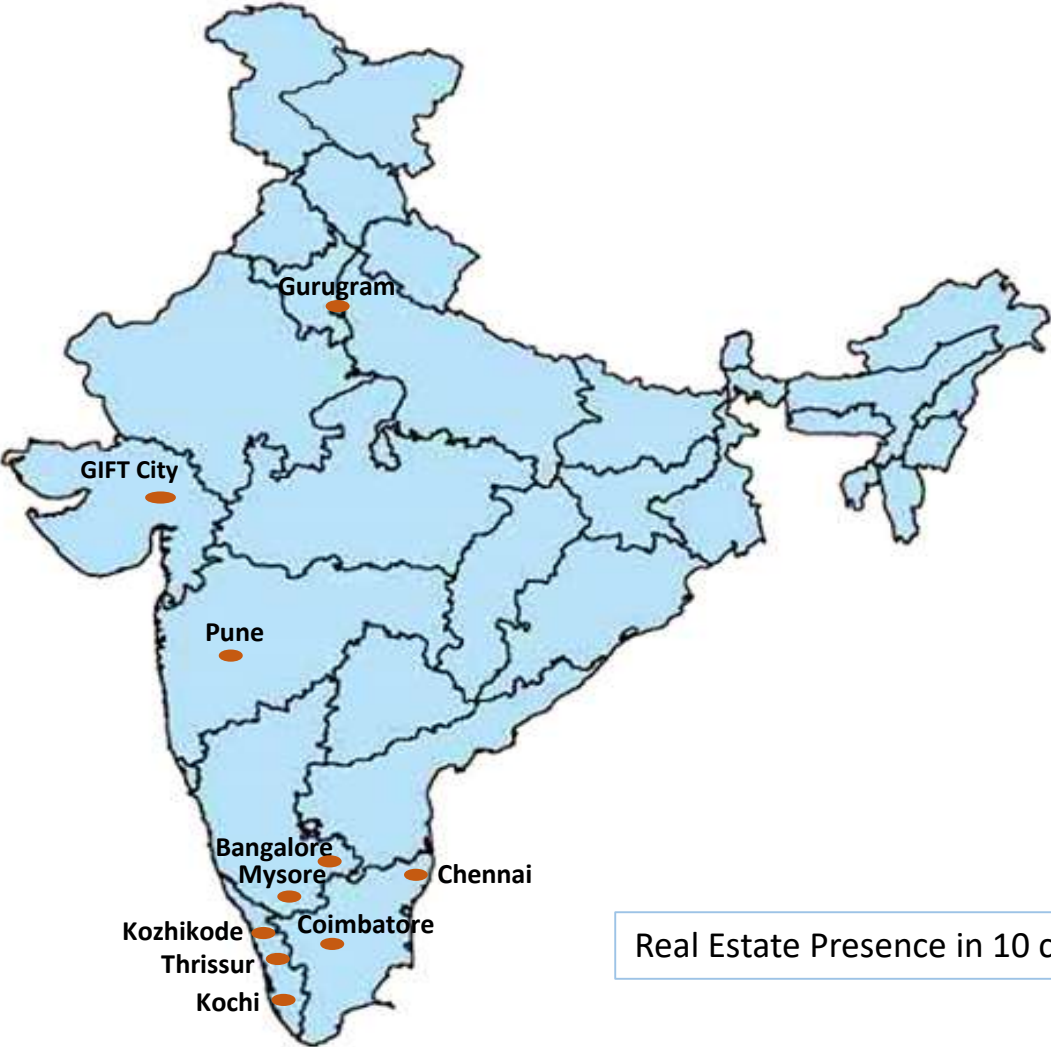 Gurugram
GIFT City
Pune
Bangalore
Mysore
Chennai
Coimbatore
Kozhikode
Thrissur
Kochi
Real Estate Presence in 10